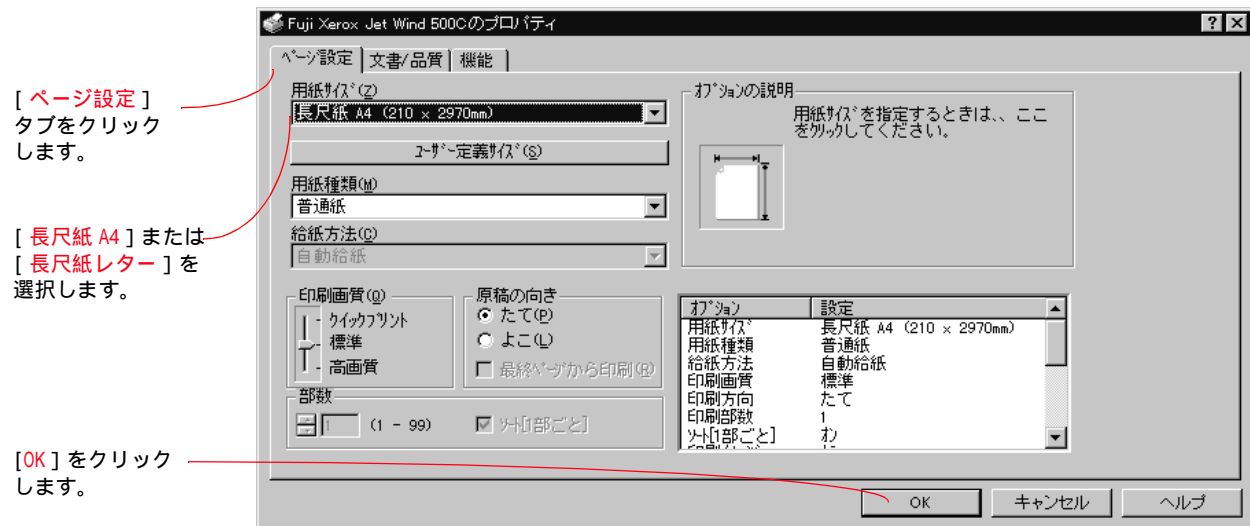 Fuji Xerox Jet Wind 500Cのプロパティ
ページ設定
文書/品質
機能
[ ページ設定 ]
タブをクリック
します。
[ 長尺紙 A4 ] または
[ 長尺紙レター ] を
選択します。
[OK ] をクリック
します。
用紙サイズ(Z)
長尺紙 A4 (210 x 2970mm)
ユーザー定義サイズ(S)
用紙種類(M)
普通紙
給紙方法(C)
自動給紙
オプションの説明
用紙サイズを指定するときは、、ここ
をクリックしてください。
印刷画質(Q)
クイックプリント
標準
高画質
原稿の向き
たて(P)
よこ(L)
最終ページから印刷(R)
部数
1 (1 - 99)
ソート[1部ごと]
オプション 設定
用紙サイズ 長尺紙 A4 (210 x 2970mm)
用紙種類 普通紙
給紙方法 自動給紙
印刷画質 標準
印刷方向 たて
印刷部数 1
ソート[1部ごと] オン
OK
キャンセル
ヘルプ